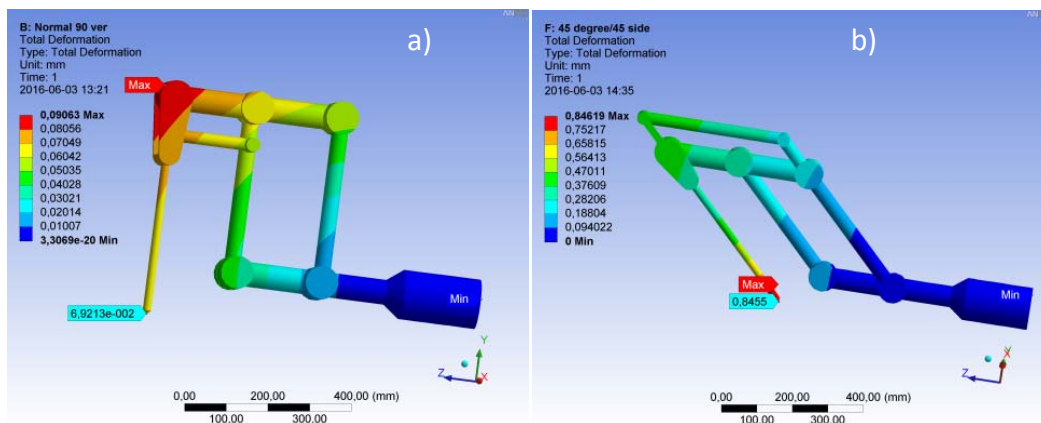 AN
B: Normal 90 ver
Total Deformation
Type: Total Deformation
Unit: mm
Time: 1
2016-06-03 13:21
0,09063 Max
0,08056
0,07049
0,06042
0,05035
0,04028
0,03021
0,02014
0,01007
3,3069e-20 Min
a)
Max
6,9213e-002
Min
Y
Z
X
0,00 200,00 400,00 (mm)
100,00 300,00
AN
F: 45 degree/45 side
Total Deformation
Type: Total Deformation
Unit: mm
Time: 1
2016-06-03 14:35
0,84619 Max
0,75217
0,65815
0,56413
0,47011
0,37609
0,28206
0,18804
0,094022
0 Min
b)
Max
0,8455
Min
Y
X
Z
0,00 200,00 400,00 (mm)
100,00 300,00